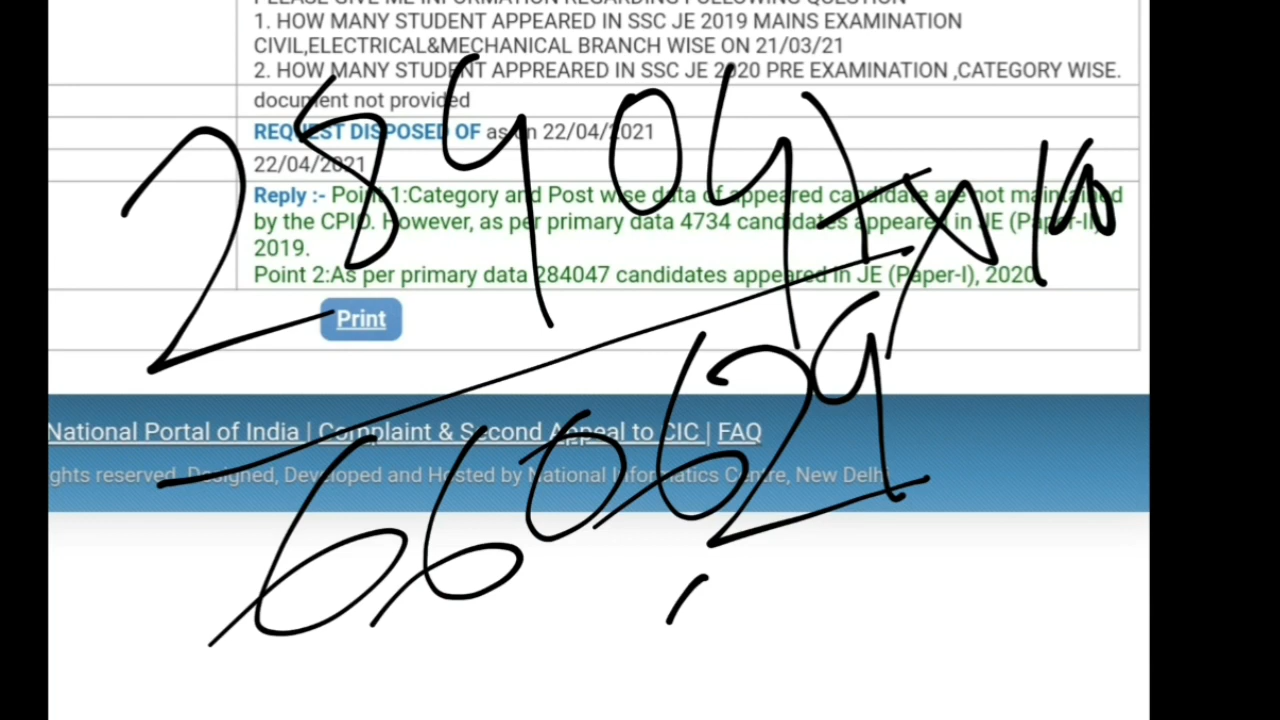 PLEASE GIVE ME INFORMATION REGARDING FOLLOWING QUESTION
1. HOW MANY STUDENT APPEARED IN SSC JE 2019 MAINS EXAMINATION
CIVIL,ELECTRICAL&MECHANICAL BRANCH WISE ON 21/03/21
2. HOW MANY STUDENT APPREARED IN SSC JE 2020 PRE EXAMINATION ,CATEGORY WISE.
document not provided
REQUEST DISPOSED OF as on 22/04/2021
22/04/2021
Reply :- Point 1:Category and Post wise data of appeared candidate are not maintained
by the CPIO. However, as per primary data 4734 candidates appeared in JE (Paper-II),
2019.
Point 2:As per primary data 284047 candidates appeared in JE (Paper-I), 2020.
284047 x 100
660629
Print
National Portal of India | Complaint & Second Appeal to CIC | FAQ
ghts reserved. Designed, Developed and Hosted by National Informatics Centre, New Delhi